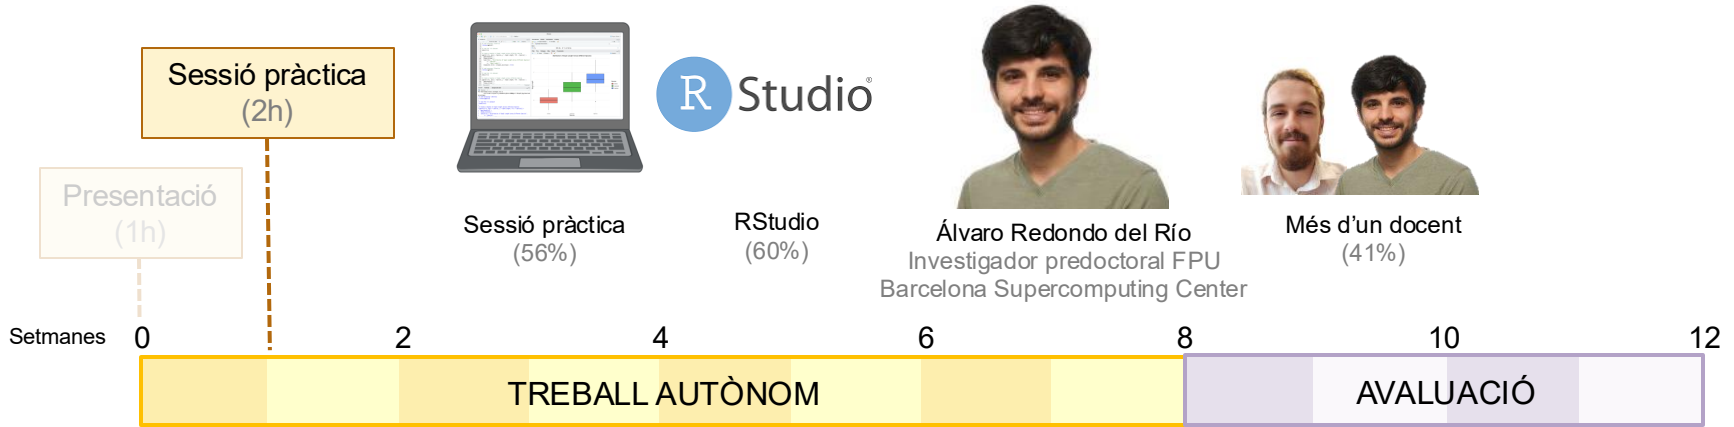 Sessió pràctica
(2h)
Presentació
(1h)
R Studio®
Sessió pràctica
(56%)
RStudio
(60%)
Álvaro Redondo del Río
Investigador predoctoral FPU
Barcelona Supercomputing Center
Més d’un docent
(41%)
Setmanes 0 2 4 6 8 10 12
TREBALL AUTÒNOM
AVALUACIÓ